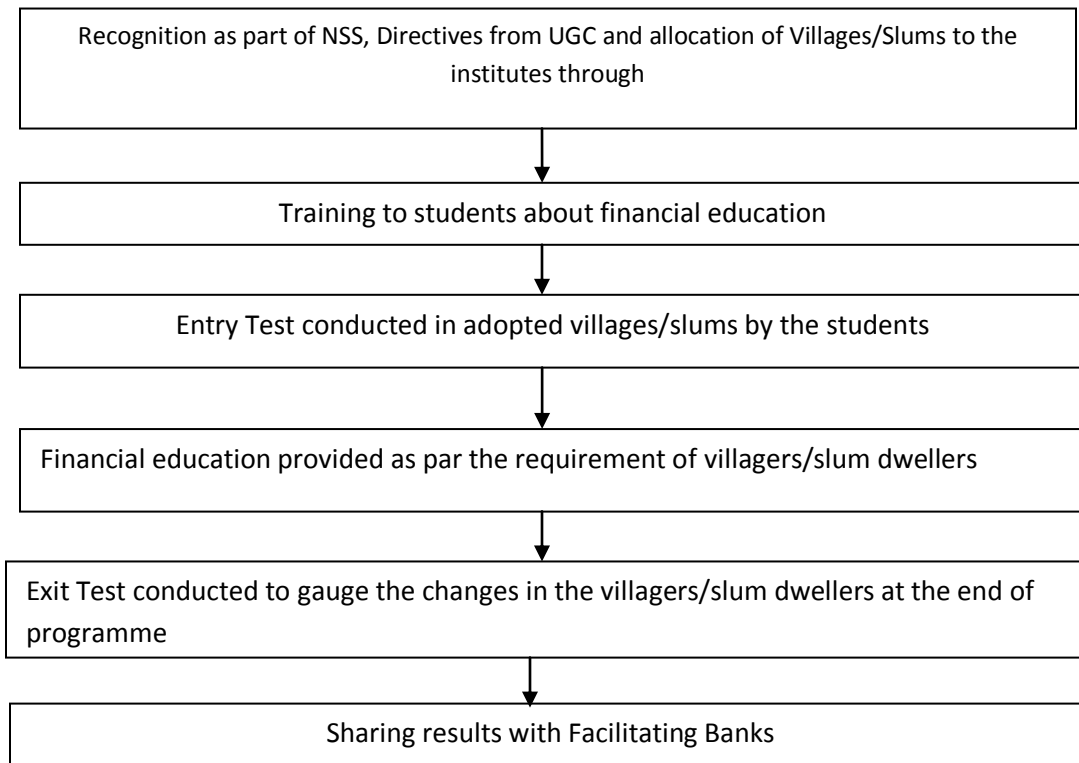 Recognition as part of NSS, Directives from UGC and allocation of Villages/Slums to the
institutes through
Training to students about financial education
Entry Test conducted in adopted villages/slums by the students
Financial education provided as par the requirement of villagers/slum dwellers
Exit Test conducted to gauge the changes in the villagers/slum dwellers at the end of
programme
Sharing results with Facilitating Banks